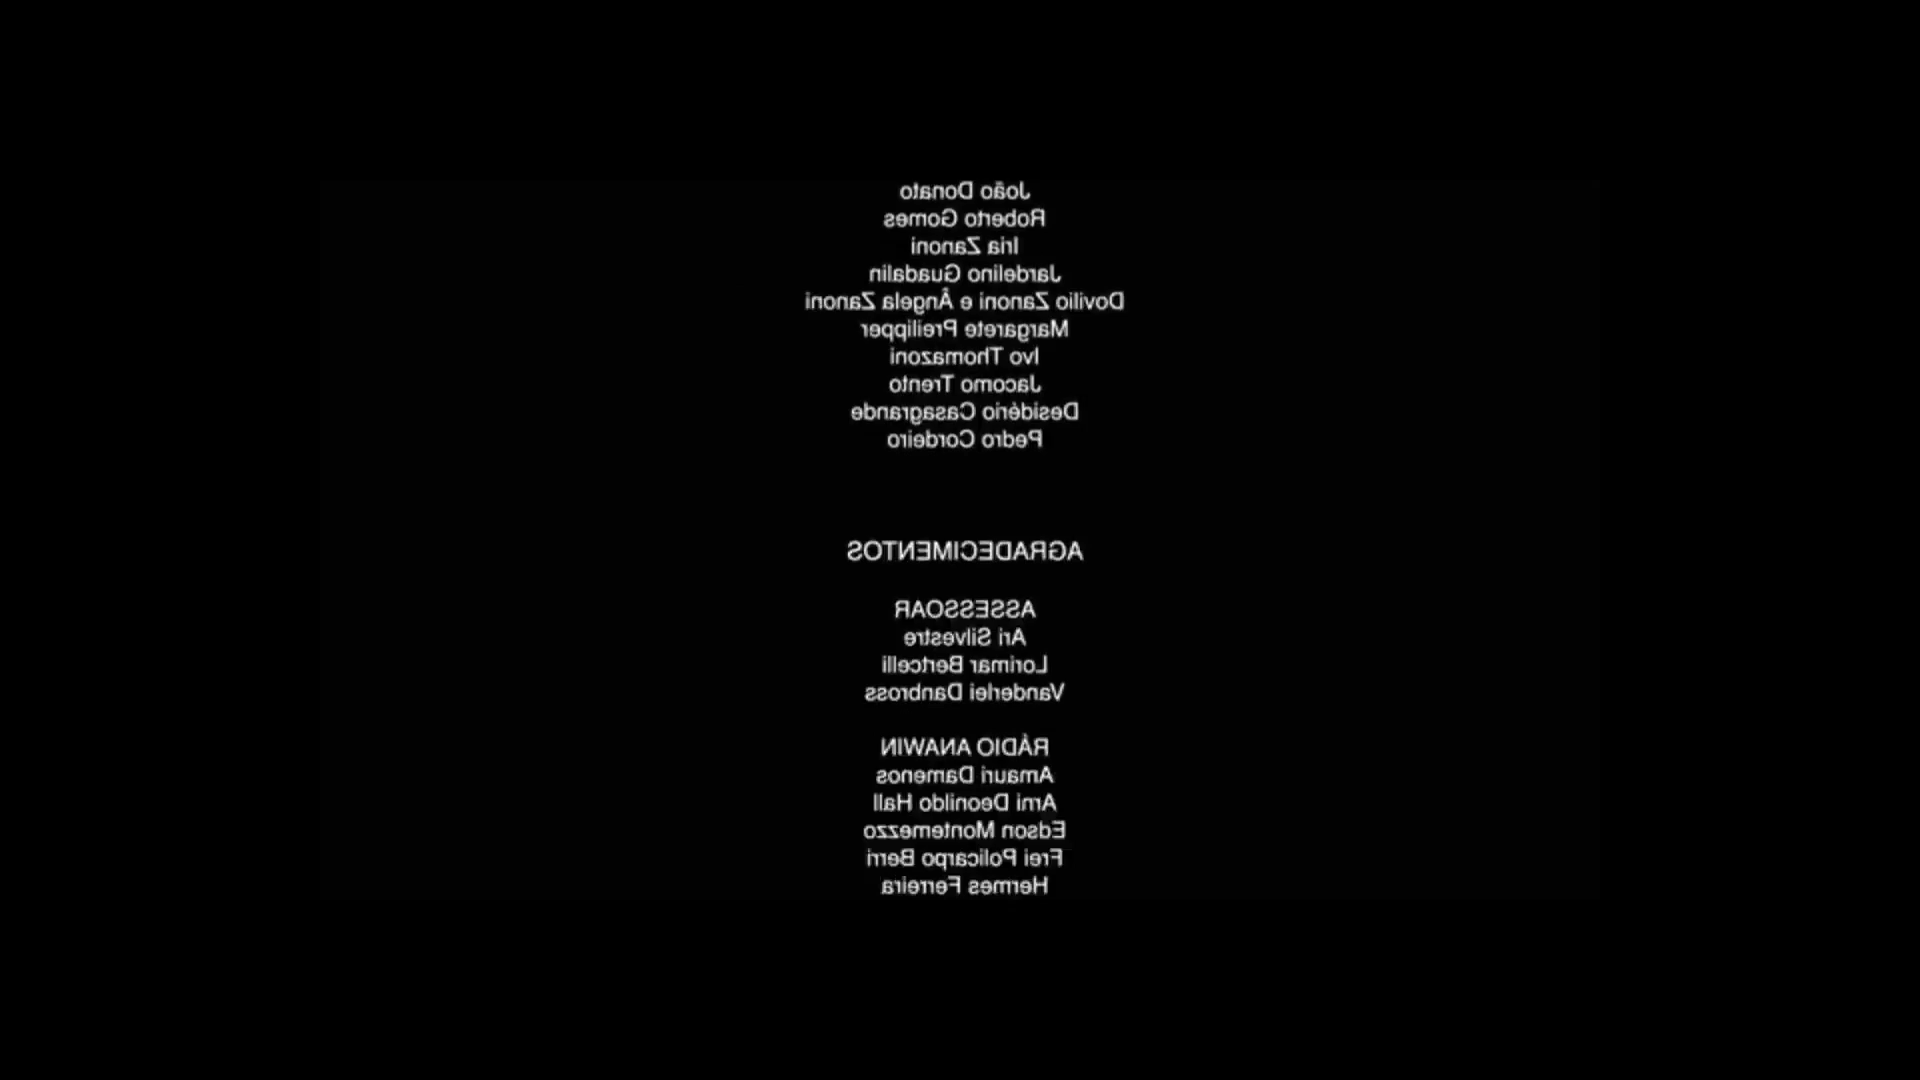 João Donato
Roberto Gomes
Iria Zanoni
Jardelino Guadalin
Dovilio Zanoni e Ângela Zanoni
Margarete Preilipper
Ivo Thomazoni
Jacomo Trento
Desidério Casagrande
Pedro Cordeiro
AGRADECIMENTOS
ASSESSOAR
Ari Silvestre
Lorimar Bertcelli
Vanderlei Danbross
RÁDIO ANAWIN
Amauri Damenos
Arni Deonildo Hall
Edson Montemezzo
Frei Policarpo Berri
Hermes Ferreira